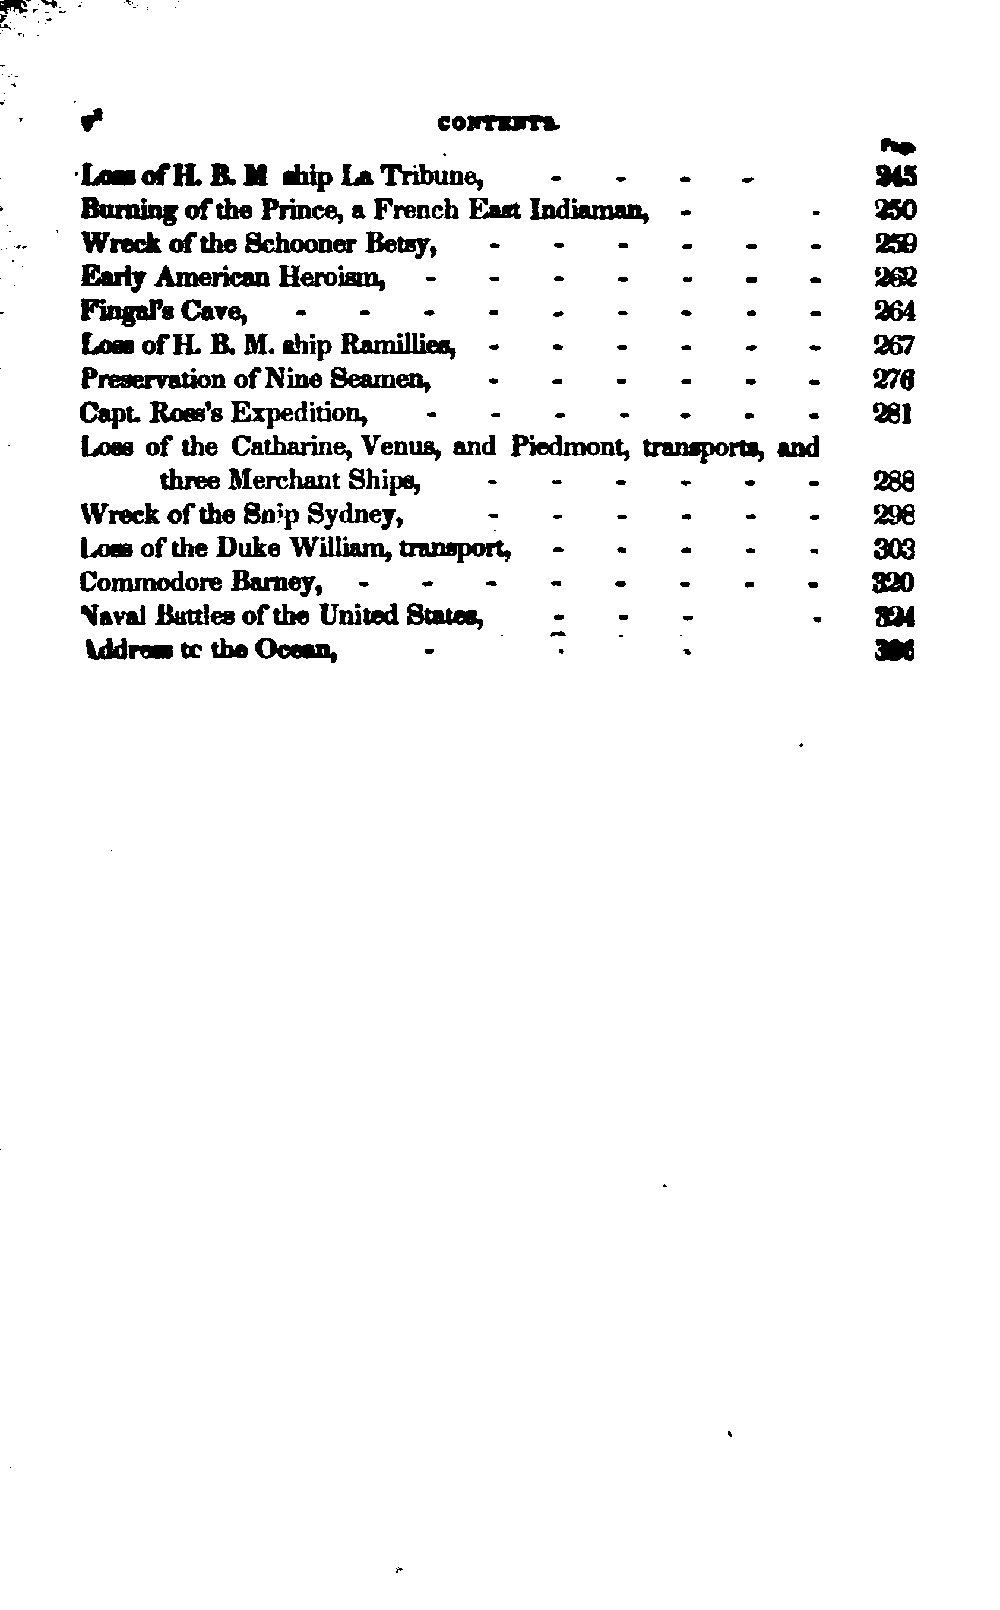 CONTENTS.
Page
Loss of H. B. M ship La Tribune, - - - - 245
Burning of the Prince, a French East Indiaman, - - 250
Wreck of the Schooner Betsy, - - - - - - 259
Early American Heroism, - - - - - - - 262
Fingal's Cave, - - - - - - - - - 264
Loss of H. B. M. ship Ramillies, - - - - - - 267
Preservation of Nine Seamen, - - - - - - 276
Capt. Ross's Expedition, - - - - - - - 281
Loss of the Catharine, Venus, and Piedmont, transports, and
three Merchant Ships, - - - - - - 288
Wreck of the Ship Sydney, - - - - - - 298
Loss of the Duke William, transport, - - - - - 303
Commodore Barney, - - - - - - - - 320
Naval Battles of the United States, - - - - 324
Address to the Ocean, - - -